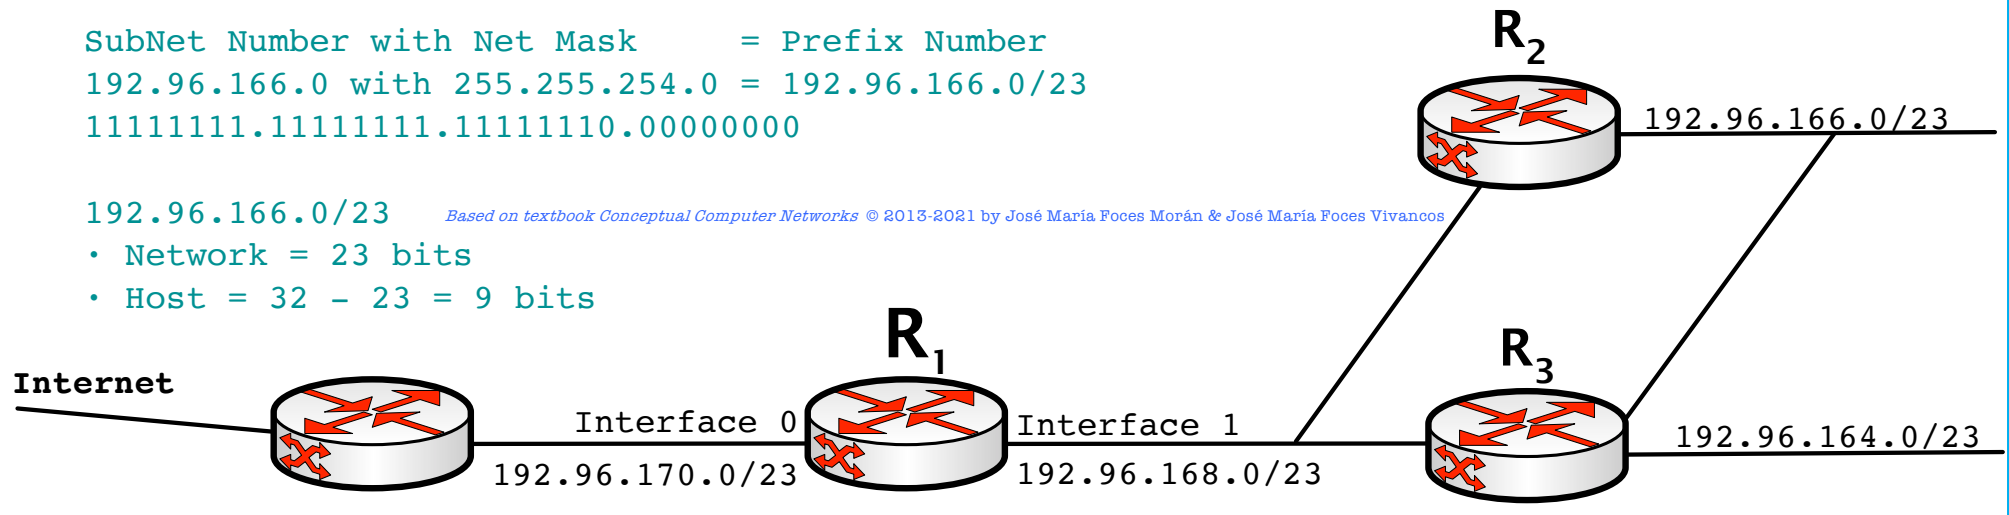 SubNet Number with Net Mask = Prefix Number
192.96.166.0 with 255.255.254.0 = 192.96.166.0/23
11111111.11111111.11111110.00000000
192.96.166.0/23
Based on textbook Conceptual Computer Networks © 2013-2021 by José María Foces Morán & José María Foces Vivancos
• Network = 23 bits
• Host = 32 - 23 = 9 bits
R2
192.96.166.0/23
Internet
R1
R3
Interface 0
Interface 1
192.96.164.0/23
192.96.170.0/23
192.96.168.0/23